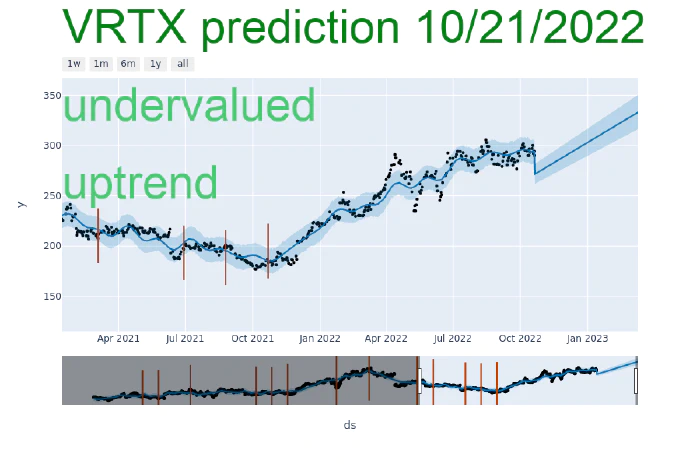 VRTX prediction 10/21/2022
1w 1m 6m 1y all
undervalued
uptrend
350
300
250
200
150
y
Apr 2021 Jul 2021 Oct 2021 Jan 2022 Apr 2022 Jul 2022 Oct 2022 Jan 2023
ds